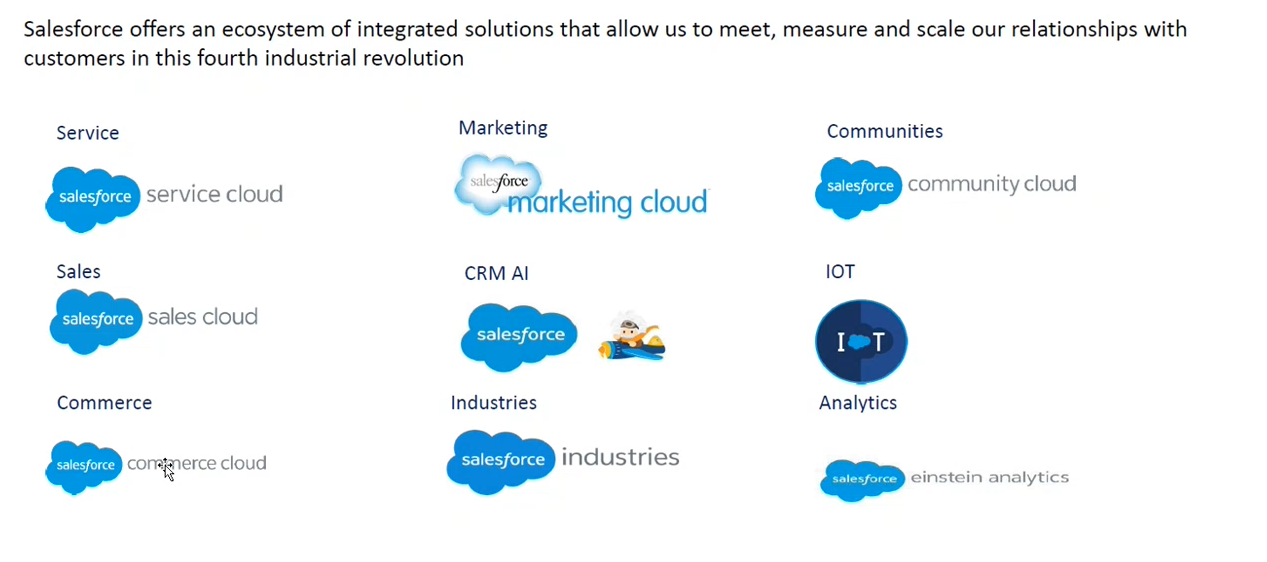 Salesforce offers an ecosystem of integrated solutions that allow us to meet, measure and scale our relationships with
customers in this fourth industrial revolution
Service
salesforce service cloud
Marketing
salesforce
marketing cloud
Communities
salesforce community cloud
Sales
salesforce sales cloud
CRM AI
salesforce
IOT
I T
Commerce
salesforce commerce cloud
Industries
salesforce industries
Analytics
salesforce einstein analytics